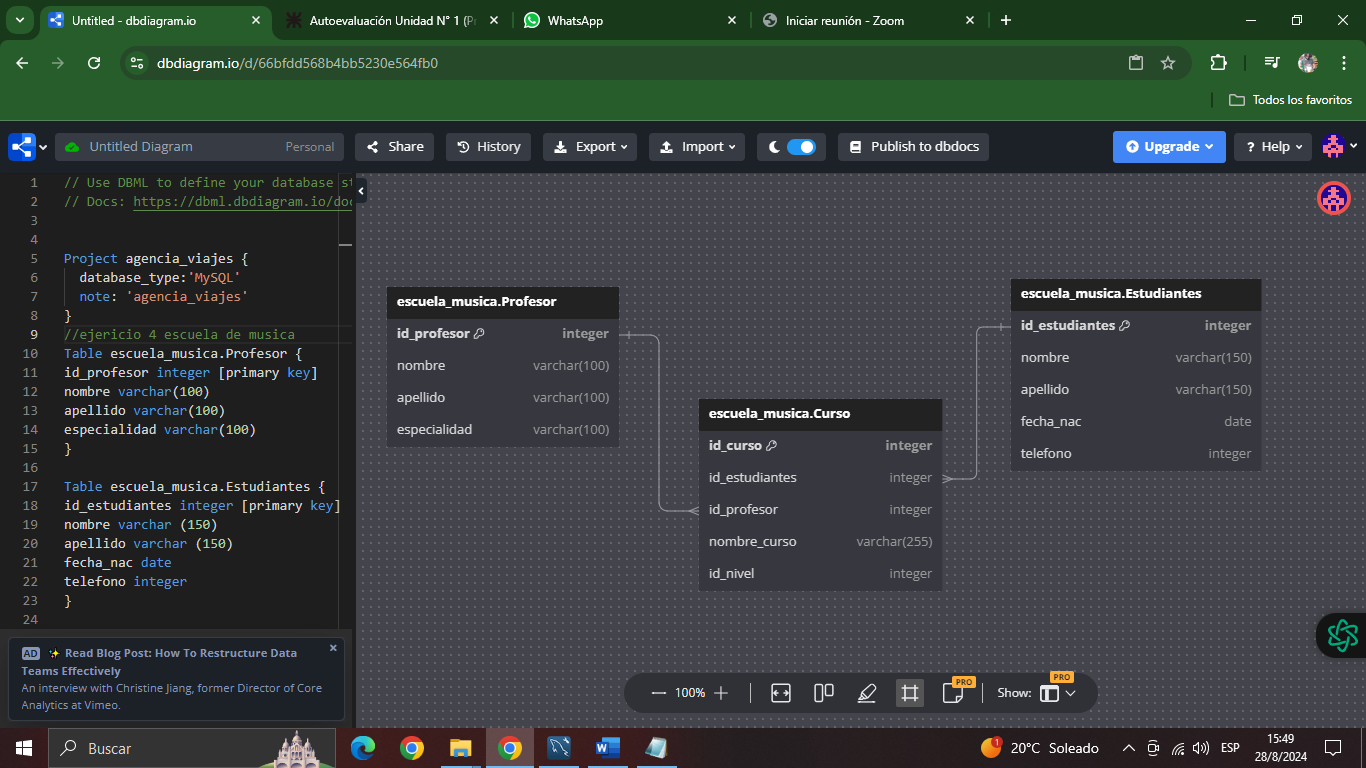 Untitled - dbdiagram.io
Autoevaluación Unidad N° 1 (Pr
WhatsApp
Iniciar reunión - Zoom
dbdiagram.io/d/66bfdd568b4bb5230e564fb0
Todos los favoritos
Untitled Diagram
Personal
Share
History
Export
Import
Publish to dbdocs
Upgrade
? Help
1 // Use DBML to define your database st
2 // Docs: https://dbml.dbdiagram.io/doc
3
4
5 Project agencia_viajes {
6 database_type:'MySQL'
7 note: 'agencia_viajes'
8 }
9 //ejericio 4 escuela de musica
10 Table escuela_musica.Profesor {
11 id_profesor integer [primary key]
12 nombre varchar(100)
13 apellido varchar(100)
14 especialidad varchar(100)
15 }
16
17 Table escuela_musica.Estudiantes {
18 id_estudiantes integer [primary key]
19 nombre varchar (150)
20 apellido varchar (150)
21 fecha_nac date
22 telefono integer
23 }
24
AD ✨ Read Blog Post: How To Restructure Data
Teams Effectively
An interview with Christine Jiang, former Director of Core
Analytics at Vimeo.
escuela_musica.Profesor
id_profesor integer
nombre varchar(100)
apellido varchar(100)
especialidad varchar(100)
escuela_musica.Curso
id_curso integer
id_estudiantes integer
id_profesor integer
nombre_curso varchar(255)
id_nivel integer
escuela_musica.Estudiantes
id_estudiantes integer
nombre varchar(150)
apellido varchar(150)
fecha_nac date
telefono integer
100%
PRO
Show:
PRO
Buscar
1
20°C Soleado
ESP
15:49
28/8/2024